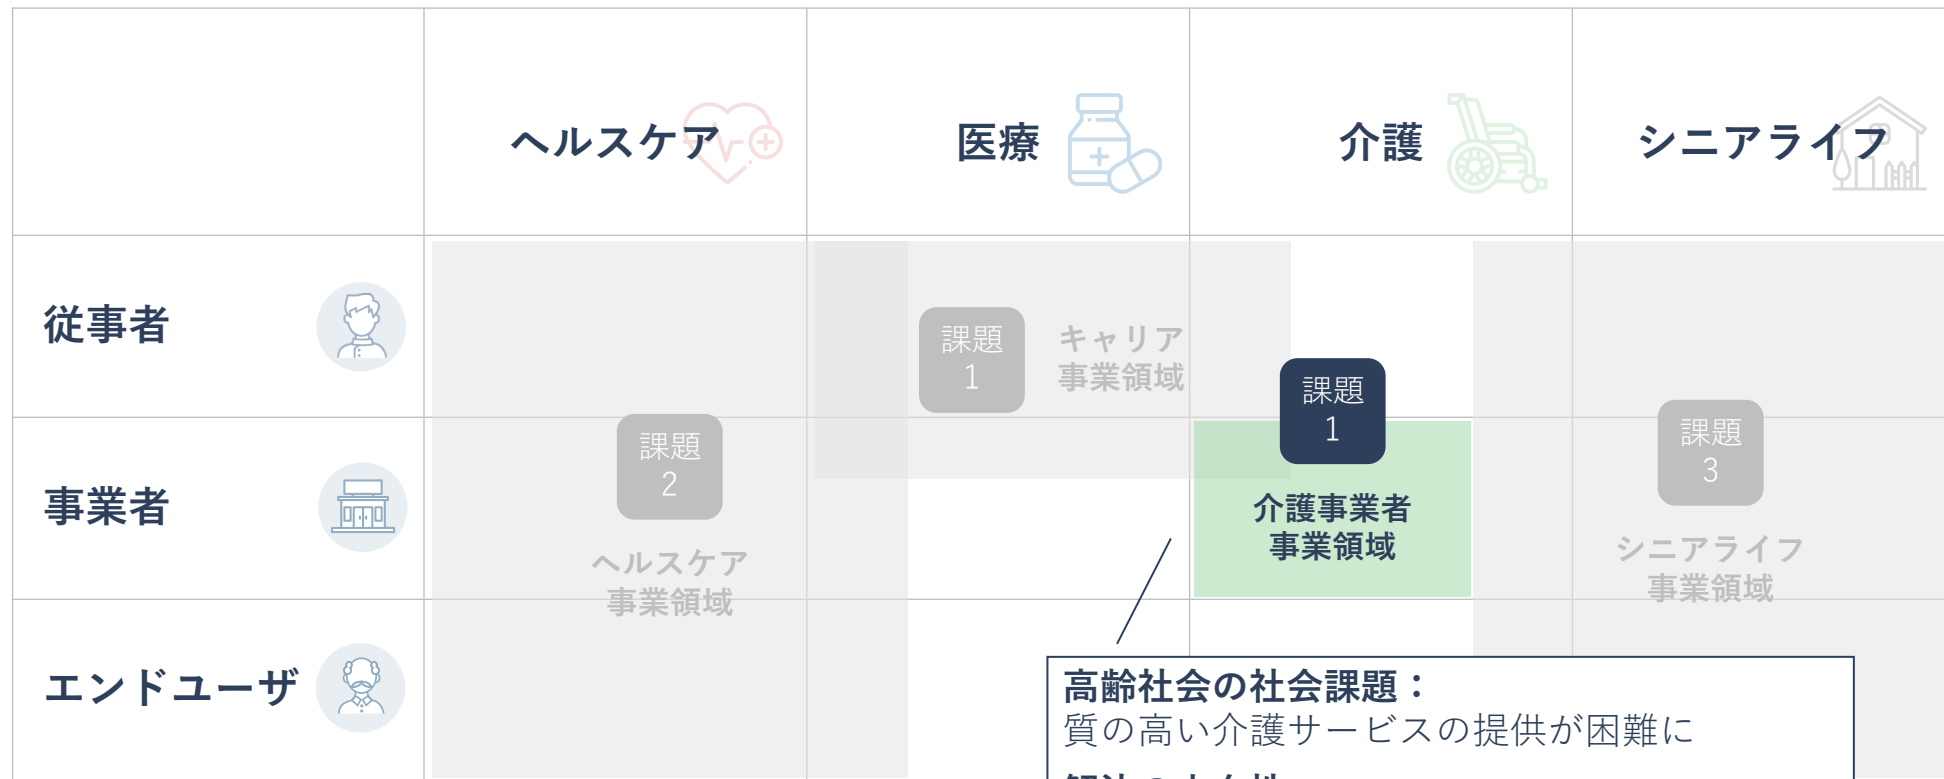 ヘルスケア
医療
介護
シニアライフ
従事者
課題
1
キャリア
事業領域
課題
1
事業者
課題
2
ヘルスケア
事業領域
介護事業者
事業領域
課題
3
シニアライフ
事業領域
エンドユーザ
高齢社会の社会課題：
質の高い介護サービスの提供が困難に